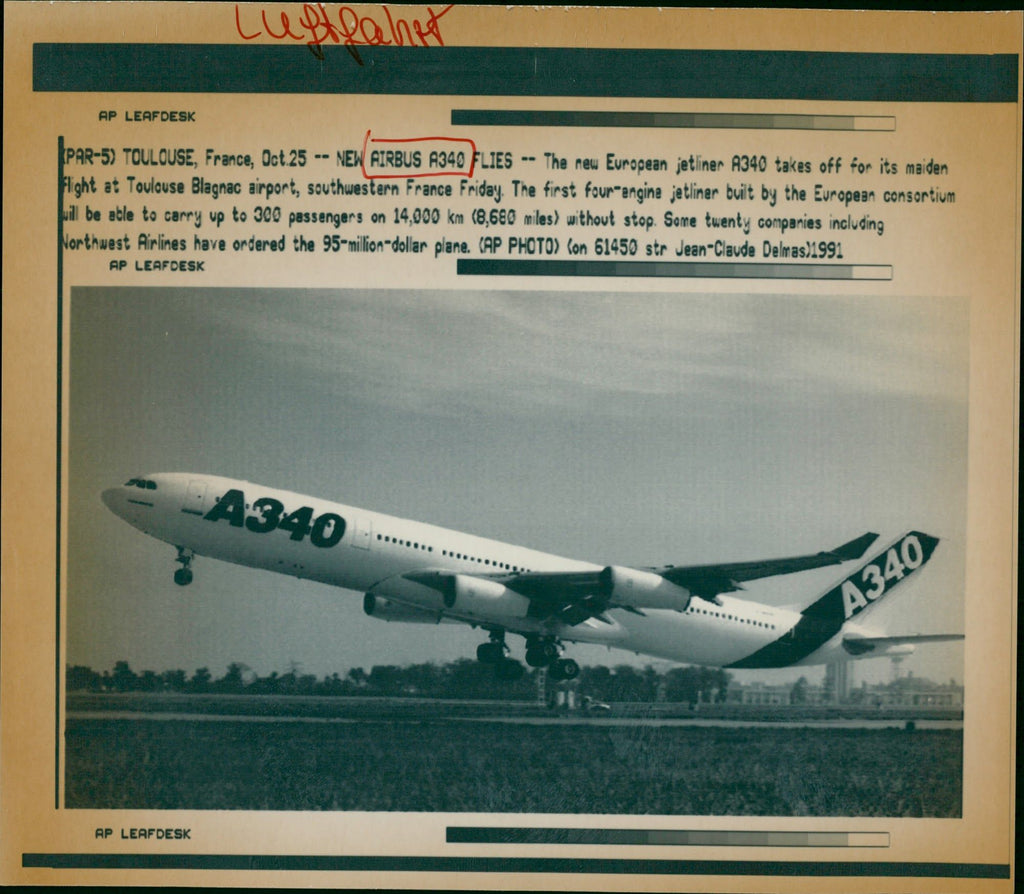 Luftfahrt
AP LEAFDESK
(PAR-5) TOULOUSE, France, Oct.25 -- NEW AIRBUS A340 FLIES -- The new European jetliner A340 takes off for its maiden
flight at Toulouse Blagnac airport, southwestern France Friday. The first four-engine jetliner built by the European consortium
will be able to carry up to 300 passengers on 14,000 km (8,680 miles) without stop. Some twenty companies including
Northwest Airlines have ordered the 95-million-dollar plane. (AP PHOTO) (on 61450 str Jean-Claude Delmas)1991
AP LEAFDESK
A340
A340
AP LEAFDESK